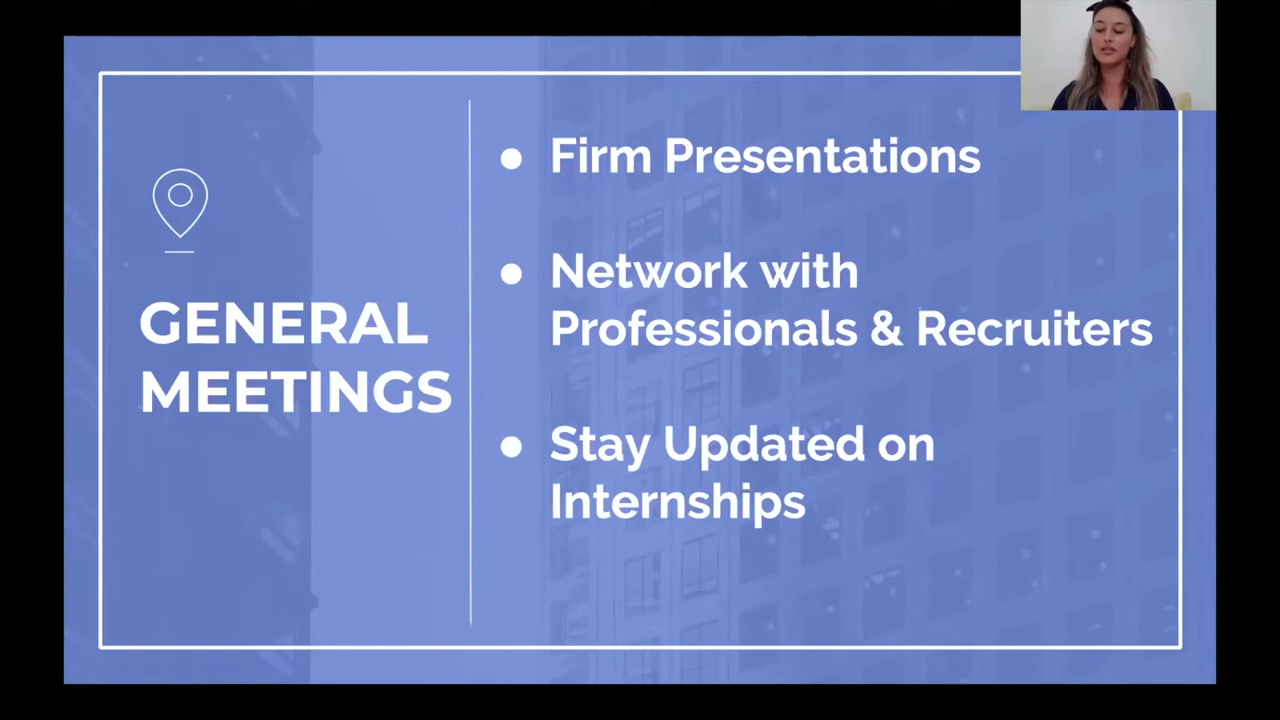 GENERAL
MEETINGS
● Firm Presentations
● Network with
Professionals & Recruiters
● Stay Updated on
Internships